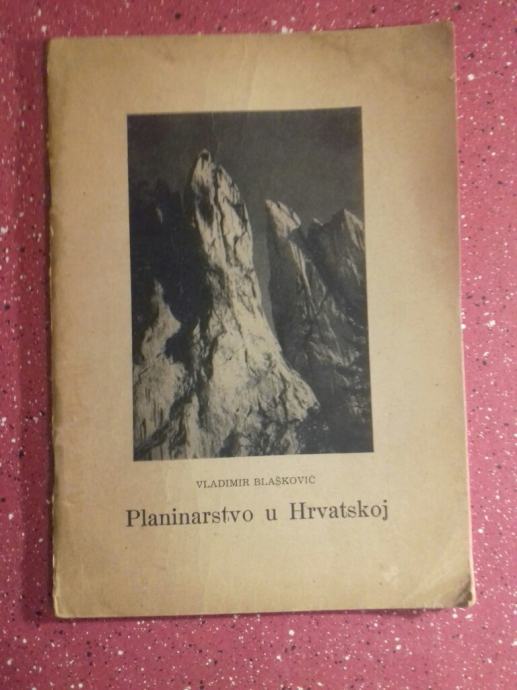 VLADIMIR BLAŠKOVIĆ
Planinarstvo u Hrvatskoj